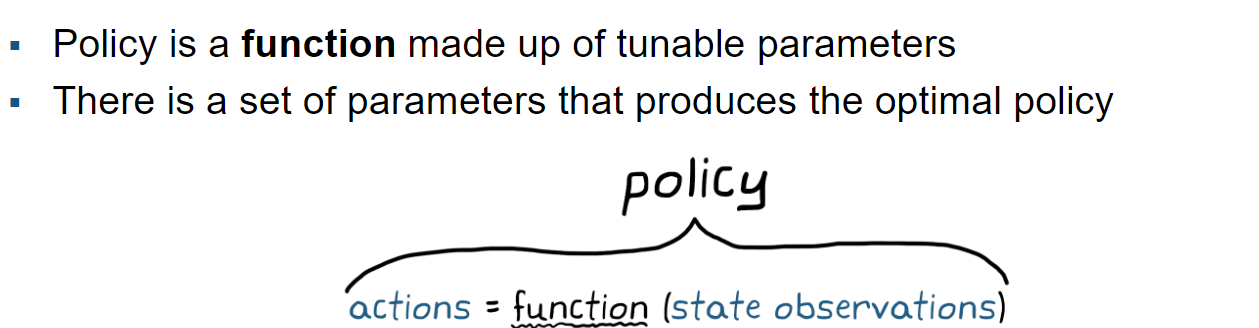 ▪ Policy is a function made up of tunable parameters
▪ There is a set of parameters that produces the optimal policy
policy
actions = function (state observations)